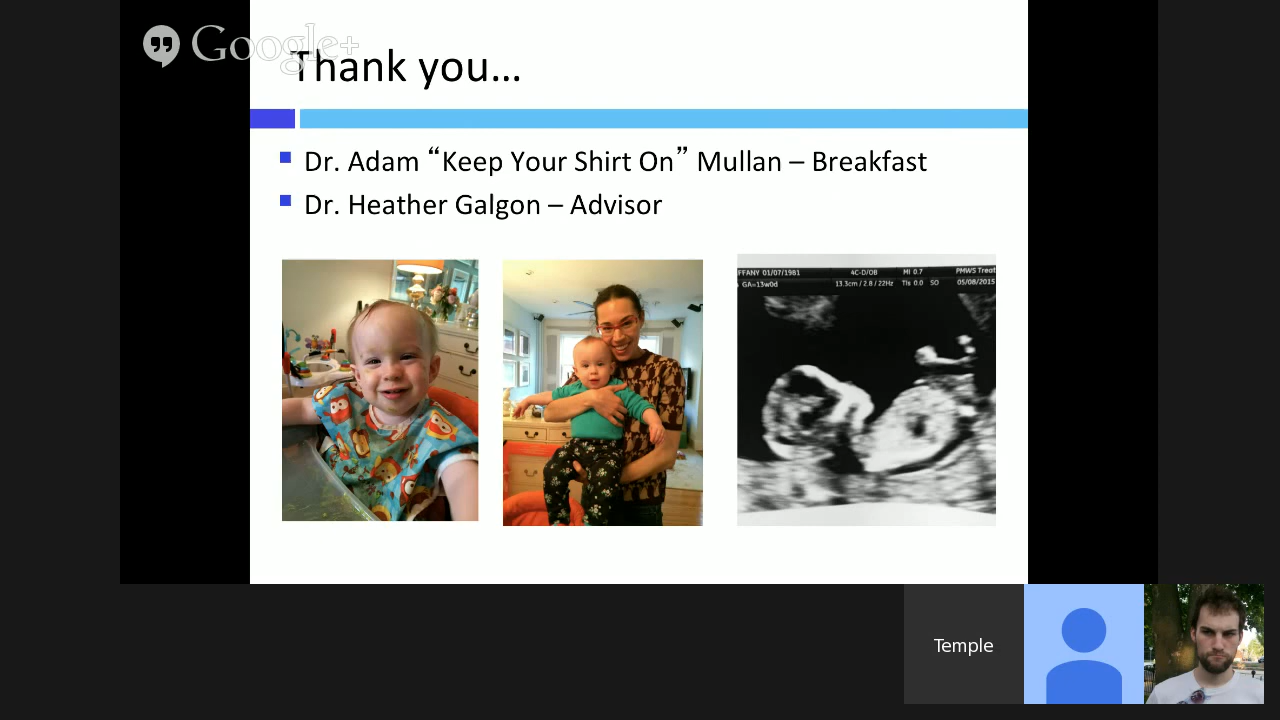 Google+
Thank you...
Dr. Adam “Keep Your Shirt On” Mullan – Breakfast
Dr. Heather Galgon – Advisor
FFANY 01/07/1981 4C-D/OB MI 0.7 PMWS Treat
GA=13w0d 13.3cm / 2.8 / 22Hz TIs 0.0 SO 05/08/2015
Temple